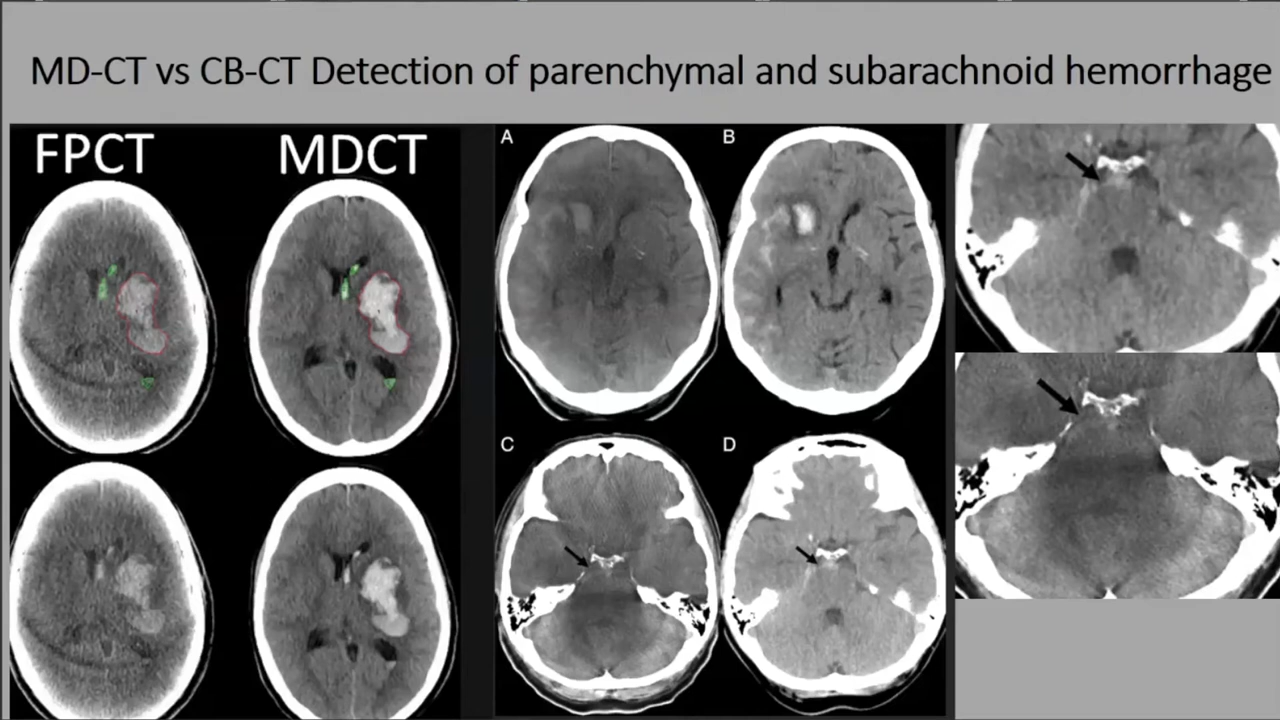 MD-CT vs CB-CT Detection of parenchymal and subarachnoid hemorrhage
FPCT
MDCT
A
B
C
D